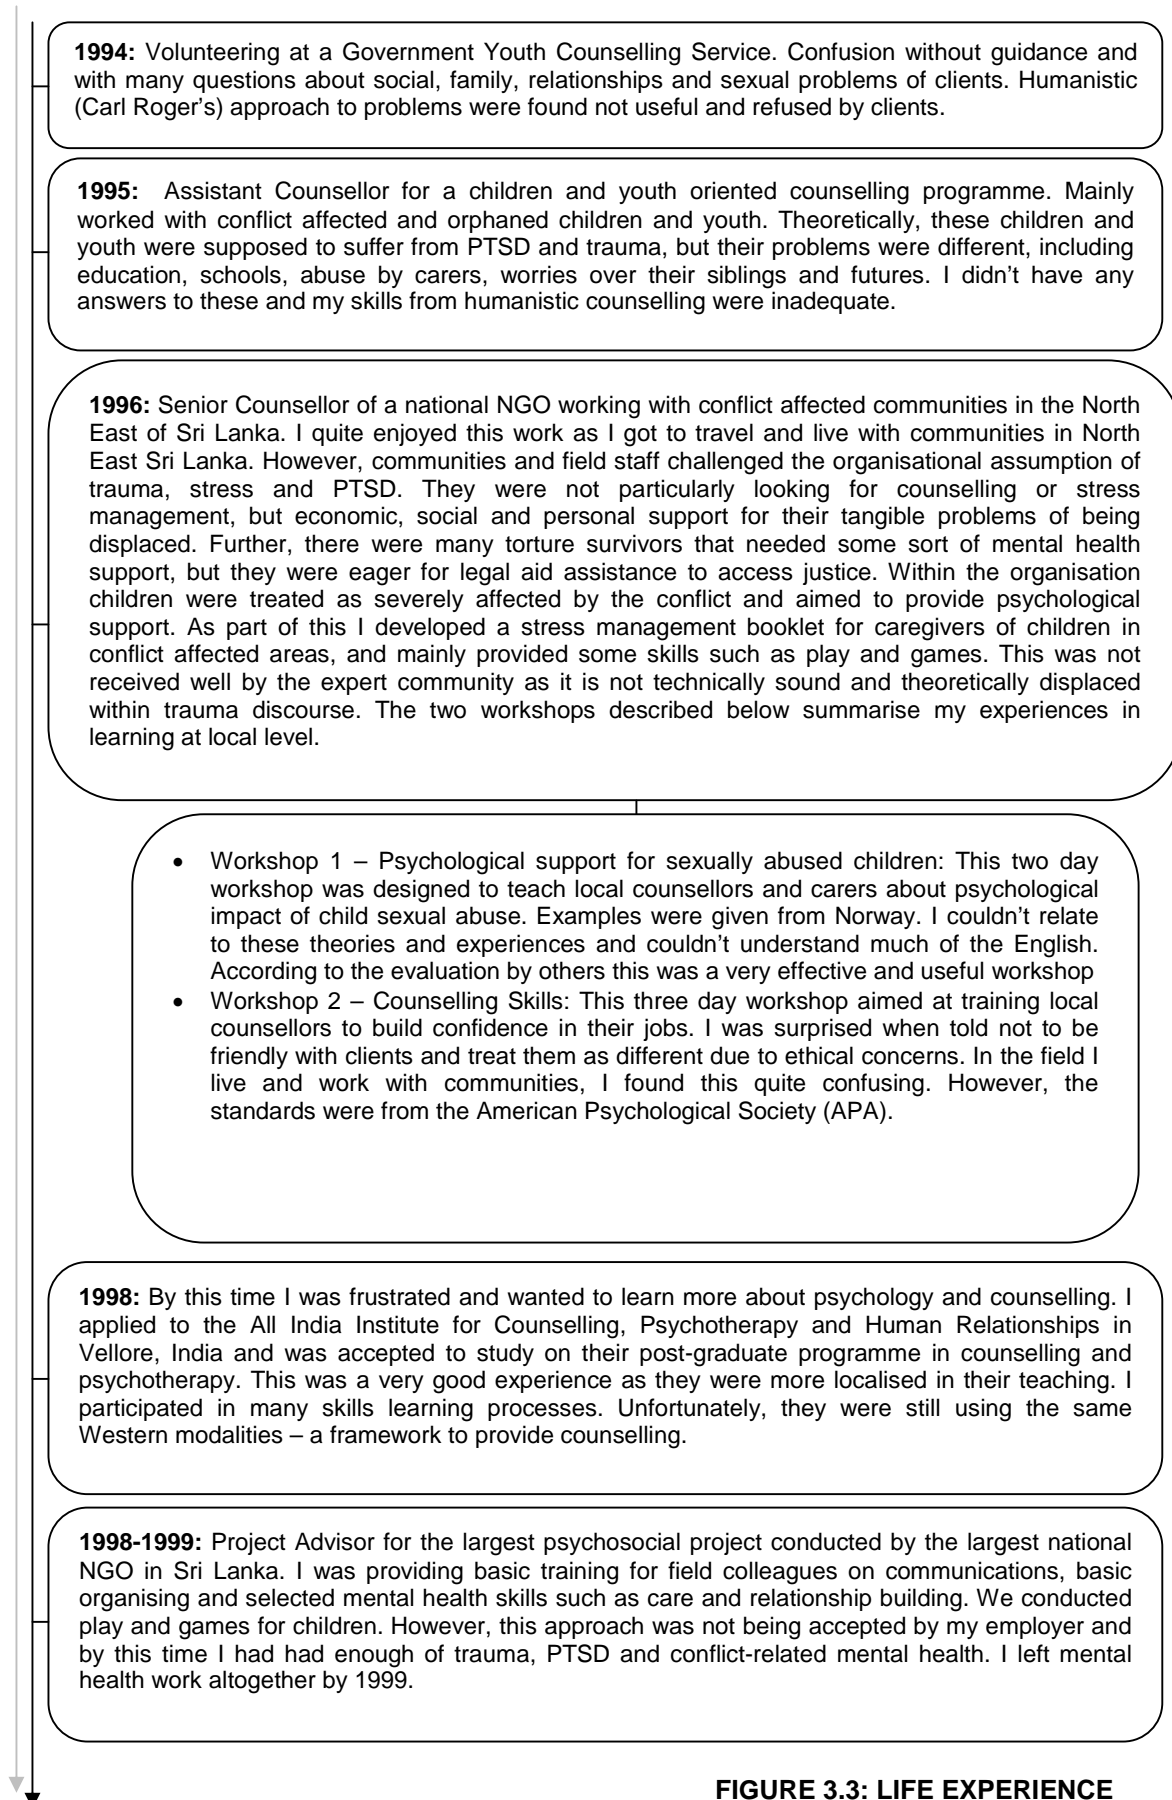 1994: Volunteering at a Government Youth Counselling Service. Confusion without guidance and
with many questions about social, family, relationships and sexual problems of clients. Humanistic
(Carl Roger's) approach to problems were found not useful and refused by clients.
1995: Assistant Counsellor for a children and youth oriented counselling programme. Mainly
worked with conflict affected and orphaned children and youth. Theoretically, these children and
youth were supposed to suffer from PTSD and trauma, but their problems were different, including
education, schools, abuse by carers, worries over their siblings and futures. I didn't have any
answers to these and my skills from humanistic counselling were inadequate.
1996: Senior Counsellor of a national NGO working with conflict affected communities in the North
East of Sri Lanka. I quite enjoyed this work as I got to travel and live with communities in North
East Sri Lanka. However, communities and field staff challenged the organisational assumption of
trauma, stress and PTSD. They were not particularly looking for counselling or stress
management, but economic, social and personal support for their tangible problems of being
displaced. Further, there were many torture survivors that needed some sort of mental health
support, but they were eager for legal aid assistance to access justice. Within the organisation
children were treated as severely affected by the conflict and aimed to provide psychological
support. As part of this I developed a stress management booklet for caregivers of children in
conflict affected areas, and mainly provided some skills such as play and games. This was not
received well by the expert community as it is not technically sound and theoretically displaced
within trauma discourse. The two workshops described below summarise my experiences in
learning at local level.
• Workshop 1 – Psychological support for sexually abused children: This two day
workshop was designed to teach local counsellors and carers about psychological
impact of child sexual abuse. Examples were given from Norway. I couldn't relate
to these theories and experiences and couldn't understand much of the English.
According to the evaluation by others this was a very effective and useful workshop
• Workshop 2 – Counselling Skills: This three day workshop aimed at training local
counsellors to build confidence in their jobs. I was surprised when told not to be
friendly with clients and treat them as different due to ethical concerns. In the field I
live and work with communities, I found this quite confusing. However, the
standards were from the American Psychological Society (APA).
1998: By this time I was frustrated and wanted to learn more about psychology and counselling. I
applied to the All India Institute for Counselling, Psychotherapy and Human Relationships in
Vellore, India and was accepted to study on their post-graduate programme in counselling and
psychotherapy. This was a very good experience as they were more localised in their teaching. I
participated in many skills learning processes. Unfortunately, they were still using the same
Western modalities – a framework to provide counselling.
1998-1999: Project Advisor for the largest psychosocial project conducted by the largest national
NGO in Sri Lanka. I was providing basic training for field colleagues on communications, basic
organising and selected mental health skills such as care and relationship building. We conducted
play and games for children. However, this approach was not being accepted by my employer and
by this time I had had enough of trauma, PTSD and conflict-related mental health. I left mental
health work altogether by 1999.
FIGURE 3.3: LIFE EXPERIENCE